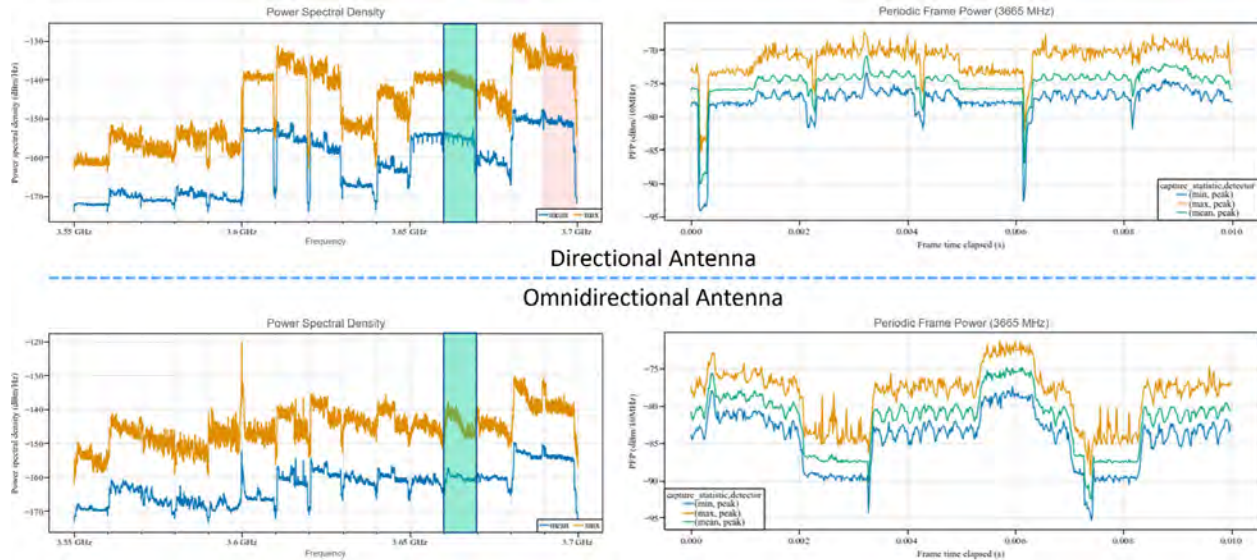 Power Spectral Density
Power spectral density (dBm/Hz)
−130
−140
−150
−160
−170
mean max
3.55 GHz
3.6 GHz
3.65 GHz
3.7 GHz
Frequency
Periodic Frame Power (3665 MHz)
PFP (dBm/10MHz)
−70
−75
−80
−85
−90
−95
capture_statistic,detector
(min, peak)
(max, peak)
(mean, peak)
0.000
0.002
0.004
0.006
0.008
0.010
Frame time elapsed (s)
Directional Antenna
Omnidirectional Antenna
Power Spectral Density
Power spectral density (dBm/Hz)
−120
−130
−140
−150
−160
−170
mean max
3.55 GHz
3.6 GHz
3.65 GHz
3.7 GHz
Frequency
Periodic Frame Power (3665 MHz)
PFP (dBm/10MHz)
−75
−80
−85
−90
−95
capture_statistic,detector
(min, peak)
(max, peak)
(mean, peak)
0.000
0.002
0.004
0.006
0.008
0.010
Frame time elapsed (s)